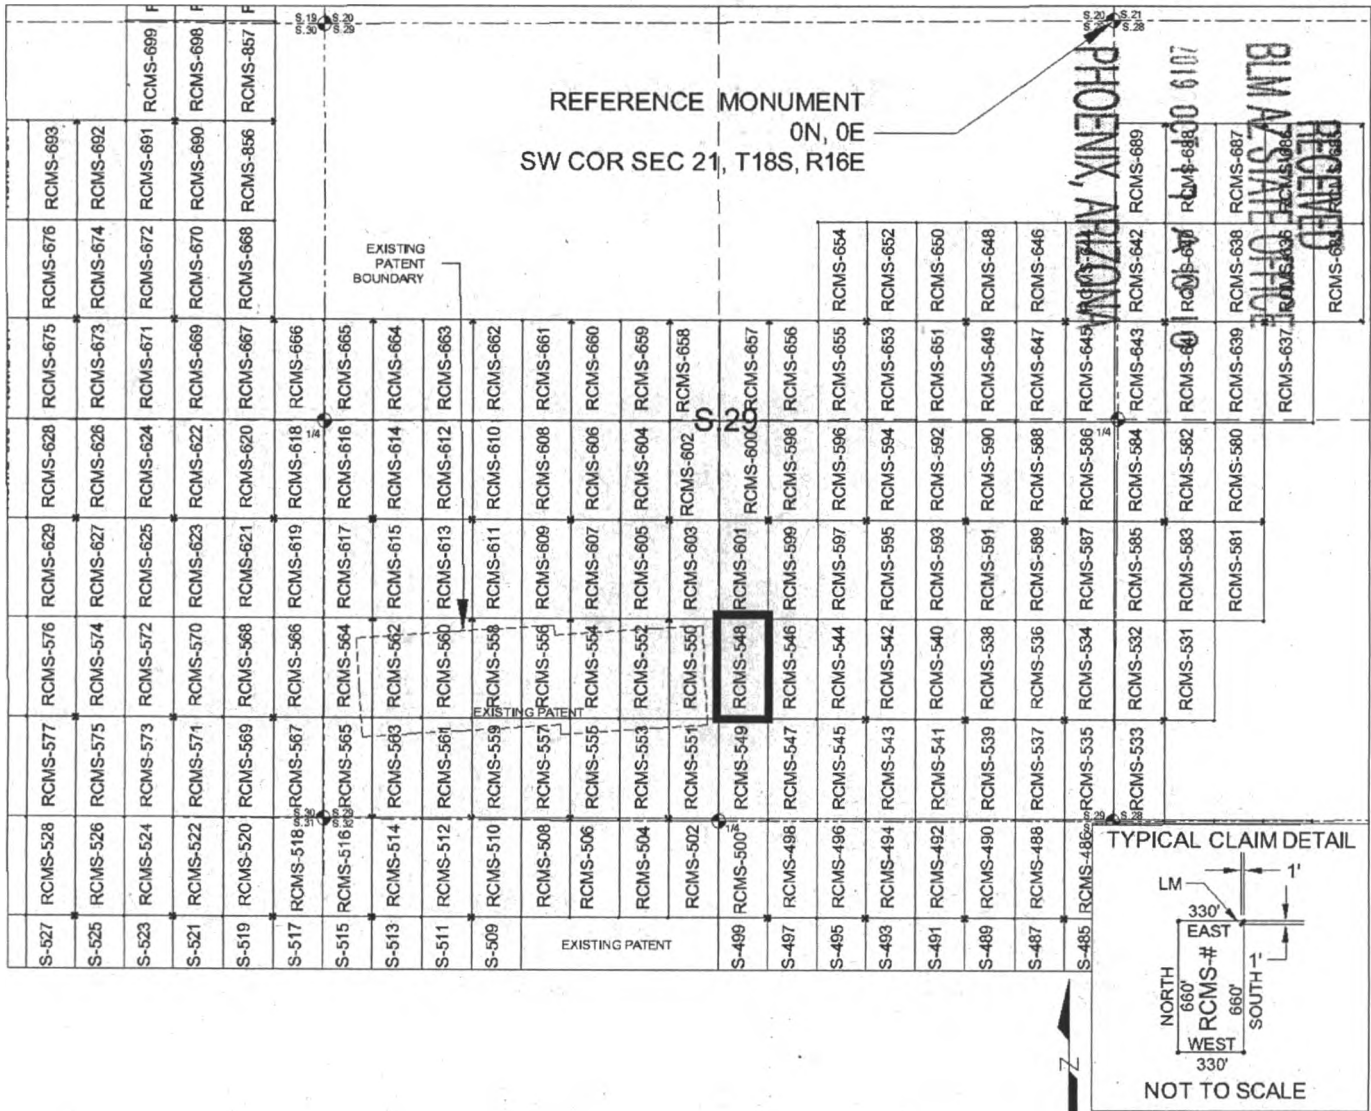 S.19 S.20
S.30 S.29
S.20 S.21
S.28
REFERENCE MONUMENT
0N, 0E
SW COR SEC 21, T18S, R16E
RECEIVED
BLM AZ STATE OFFICE
PHOENIX, ARIZONA
RCMS-699 RCMS-698 RCMS-857
RCMS-693 RCMS-692 RCMS-691 RCMS-690 RCMS-856 RCMS-689 RCMS-688 RCMS-687
RCMS-676 RCMS-674 RCMS-672 RCMS-670 RCMS-668 RCMS-654 RCMS-652 RCMS-650 RCMS-648 RCMS-646 RCMS-642 RCMS-640 RCMS-638 RCMS-636
EXISTING
PATENT
BOUNDARY
RCMS-675 RCMS-673 RCMS-671 RCMS-669 RCMS-667 RCMS-666 RCMS-665 RCMS-664 RCMS-663 RCMS-662 RCMS-661 RCMS-660 RCMS-659 RCMS-658 RCMS-657 RCMS-656 RCMS-655 RCMS-653 RCMS-651 RCMS-649 RCMS-647 RCMS-645 RCMS-643 RCMS-641 RCMS-639 RCMS-637
S.29
1/4 1/4
RCMS-628 RCMS-626 RCMS-624 RCMS-622 RCMS-620 RCMS-618 RCMS-616 RCMS-614 RCMS-612 RCMS-610 RCMS-608 RCMS-606 RCMS-604 RCMS-602 RCMS-600 RCMS-598 RCMS-596 RCMS-594 RCMS-592 RCMS-590 RCMS-588 RCMS-586 RCMS-584 RCMS-582 RCMS-580
RCMS-629 RCMS-627 RCMS-625 RCMS-623 RCMS-621 RCMS-619 RCMS-617 RCMS-615 RCMS-613 RCMS-611 RCMS-609 RCMS-607 RCMS-605 RCMS-603 RCMS-601 RCMS-599 RCMS-597 RCMS-595 RCMS-593 RCMS-591 RCMS-589 RCMS-587 RCMS-585 RCMS-583 RCMS-581
RCMS-576 RCMS-574 RCMS-572 RCMS-570 RCMS-568 RCMS-566 RCMS-564 RCMS-562 RCMS-560 RCMS-558 RCMS-556 RCMS-554 RCMS-552 RCMS-550 RCMS-548 RCMS-546 RCMS-544 RCMS-542 RCMS-540 RCMS-538 RCMS-536 RCMS-534 RCMS-532 RCMS-531
EXISTING PATENT
RCMS-577 RCMS-575 RCMS-573 RCMS-571 RCMS-569 RCMS-567 RCMS-565 RCMS-563 RCMS-561 RCMS-559 RCMS-557 RCMS-555 RCMS-553 RCMS-551 RCMS-549 RCMS-547 RCMS-545 RCMS-543 RCMS-541 RCMS-539 RCMS-537 RCMS-535 RCMS-533
S.30
S.31 S.32
1/4
S.29 S.28
RCMS-528 RCMS-526 RCMS-524 RCMS-522 RCMS-520 RCMS-518 RCMS-516 RCMS-514 RCMS-512 RCMS-510 RCMS-508 RCMS-506 RCMS-504 RCMS-502 RCMS-500 RCMS-498 RCMS-496 RCMS-494 RCMS-492 RCMS-490 RCMS-488 RCMS-486
S-527 S-525 S-523 S-521 S-519 S-517 S-515 S-513 S-511 S-509 EXISTING PATENT S-499 S-497 S-495 S-493 S-491 S-489 S-487 S-485
TYPICAL CLAIM DETAIL
1'
LM
330'
EAST
1'
NORTH
660'
RCMS-#
660'
SOUTH
WEST
330'
NOT TO SCALE
Z